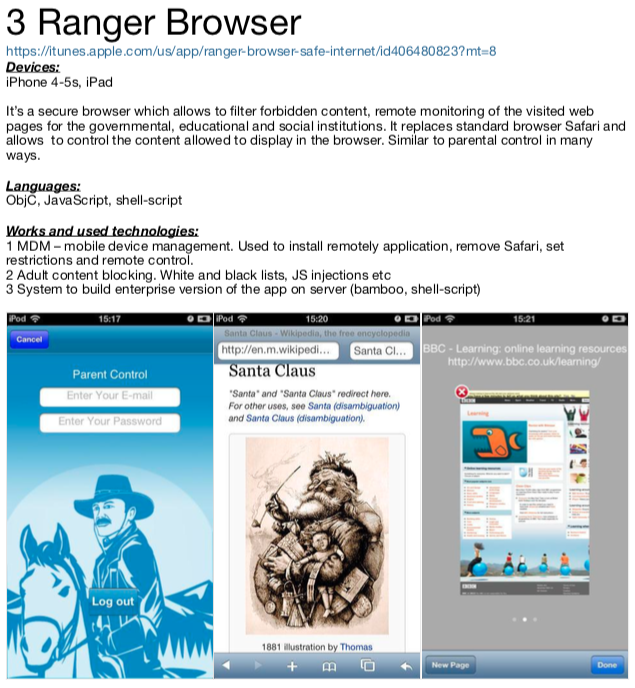 3 Ranger Browser
https://itunes.apple.com/us/app/ranger-browser-safe-internet/id406480823?mt=8
Devices:
iPhone 4-5s, iPad
It's a secure browser which allows to filter forbidden content, remote monitoring of the visited web
pages for the governmental, educational and social institutions. It replaces standard browser Safari and
allows to control the content allowed to display in the browser. Similar to parental control in many
ways.
Languages:
ObjC, JavaScript, shell-script
Works and used technologies:
1 MDM – mobile device management. Used to install remotely application, remove Safari, set
restrictions and remote control.
2 Adult content blocking. White and black lists, JS injections etc
3 System to build enterprise version of the app on server (bamboo, shell-script)
iPod 15:17
Cancel
Parent Control
Enter Your E-mail
Enter Your Password
Log out
iPod 15:20
Santa Claus - Wikipedia, the free encyclopedia
http://en.m.wikipedi... Santa Cl...
Santa Claus
"Santa" and "Santa Claus" redirect here.
For other uses, see Santa (disambiguation)
and Santa Claus (disambiguation).
1881 illustration by Thomas
iPod 15:21
BBC - Learning: online learning resources
http://www.bbc.co.uk/learning/
Learning
New Page Done